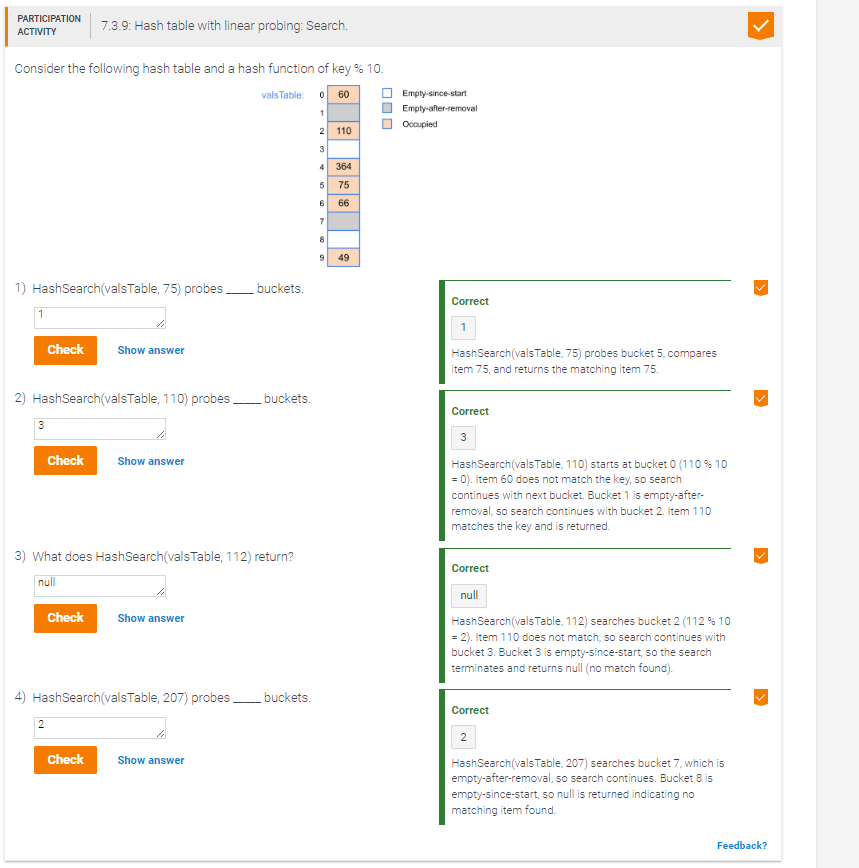 PARTICIPATION
ACTIVITY
7.3.9: Hash table with linear probing: Search.
Consider the following hash table and a hash function of key % 10.
valsTable:
0 60
1
2 110
3
4 364
5 75
6 66
7
8
9 49
Empty-since-start
Empty-after-removal
Occupied
1) HashSearch(valsTable, 75) probes _____ buckets.
1
Check
Show answer
Correct
1
HashSearch(valsTable, 75) probes bucket 5, compares
item 75, and returns the matching item 75.
2) HashSearch(valsTable, 110) probes _____ buckets.
3
Check
Show answer
Correct
3
HashSearch(valsTable, 110) starts at bucket 0 (110 % 10
= 0). Item 60 does not match the key, so search
continues with next bucket. Bucket 1 is empty-after-
removal, so search continues with bucket 2. Item 110
matches the key and is returned.
3) What does HashSearch(valsTable, 112) return?
null
Check
Show answer
Correct
null
HashSearch(valsTable, 112) searches bucket 2 (112 % 10
= 2). Item 110 does not match, so search continues with
bucket 3. Bucket 3 is empty-since-start, so the search
terminates and returns null (no match found).
4) HashSearch(valsTable, 207) probes _____ buckets.
2
Check
Show answer
Correct
2
HashSearch(valsTable, 207) searches bucket 7, which is
empty-after-removal, so search continues. Bucket 8 is
empty-since-start, so null is returned indicating no
matching item found.
Feedback?